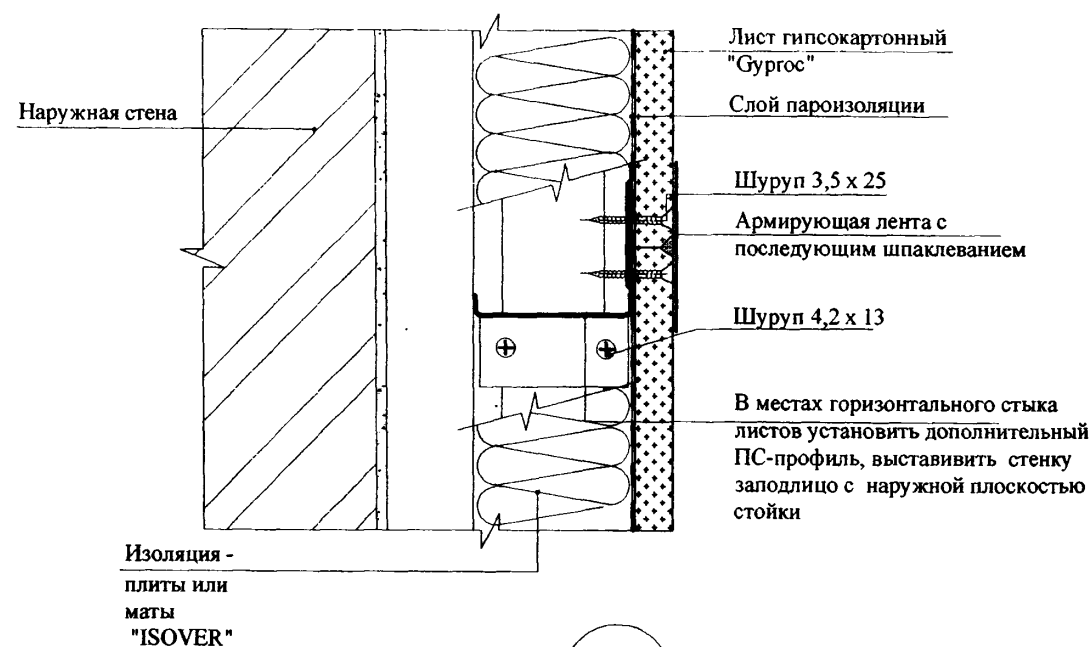 Лист гипсокартонный
"Gyproc"
Наружная стена
Слой пароизоляции
Шуруп 3,5 х 25
Армирующая лента с
последующим шпаклеванием
Шуруп 4,2 х 13
В местах горизонтального стыка
листов установить дополнительный
ПС-профиль, выставивить стенку
заподлицо с наружной плоскостью
стойки
Изоляция -
плиты или
маты
"ISOVER"